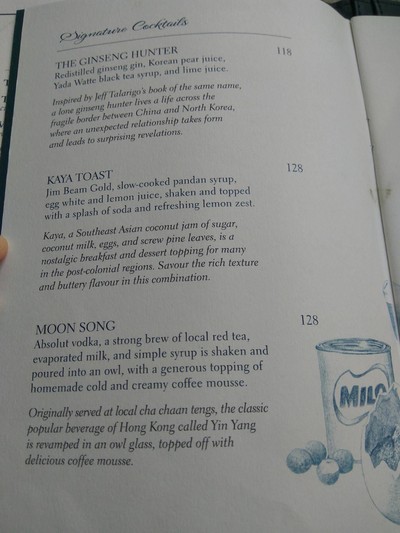 Signature Cocktails
THE GINSENG HUNTER 118
Redistilled ginseng gin, Korean pear juice,
Yada Watte black tea syrup, and lime juice.
Inspired by Jeff Talarigo's book of the same name,
a lone ginseng hunter lives a life across the
fragile border between China and North Korea,
where an unexpected relationship takes form
and leads to surprising revelations.
KAYA TOAST 128
Jim Beam Gold, slow-cooked pandan syrup,
egg white and lemon juice, shaken and topped
with a splash of soda and refreshing lemon zest.
Kaya, a Southeast Asian coconut jam of sugar,
coconut milk, eggs, and screw pine leaves, is a
nostalgic breakfast and dessert topping for many
in the post-colonial regions. Savour the rich texture
and buttery flavour in this combination.
MOON SONG 128
Absolut vodka, a strong brew of local red tea,
evaporated milk, and simple syrup is shaken and
poured into an owl, with a generous topping of
homemade cold and creamy coffee mousse.
Originally served at local cha chaan tengs, the classic
popular beverage of Hong Kong called Yin Yang
is revamped in an owl glass, topped off with
delicious coffee mousse.
MILO